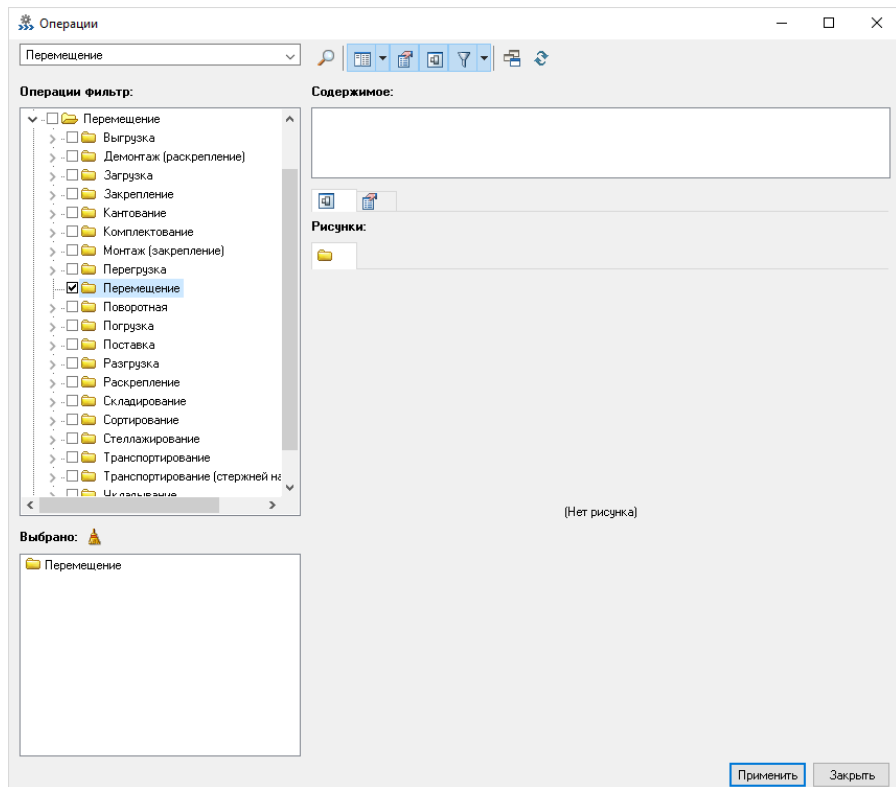 Операции
Перемещение
Операции фильтр:
Содержимое:
Перемещение
Выгрузка
Демонтаж (раскрепление)
Загрузка
Закрепление
Кантование
Комплектование
Монтаж (закрепление)
Перегрузка
Перемещение
Поворотная
Погрузка
Поставка
Разгрузка
Раскрепление
Складирование
Сортирование
Стеллажирование
Транспортирование
Транспортирование (стержней на
Укладывание
Рисунки:
(Нет рисунка)
Выбрано:
Перемещение
Применить
Закрыть